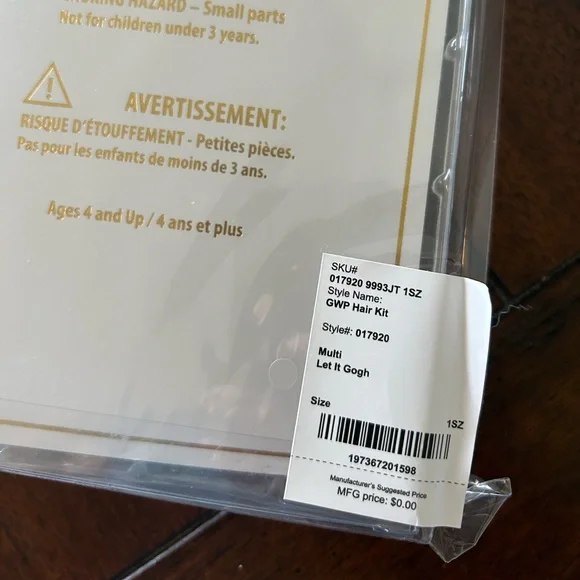 HAZARD – Small parts
Not for children under 3 years.
AVERTISSEMENT:
RISQUE D'ÉTOUFFEMENT - Petites pièces.
Pas pour les enfants de moins de 3 ans.
Ages 4 and Up / 4 ans et plus
SKU#
017920 9993JT 1SZ
Style Name:
GWP Hair Kit
Style#: 017920
Multi
Let It Gogh
Size 1SZ
197367201598
Manufacturer's Suggested Price
MFG price: $0.00